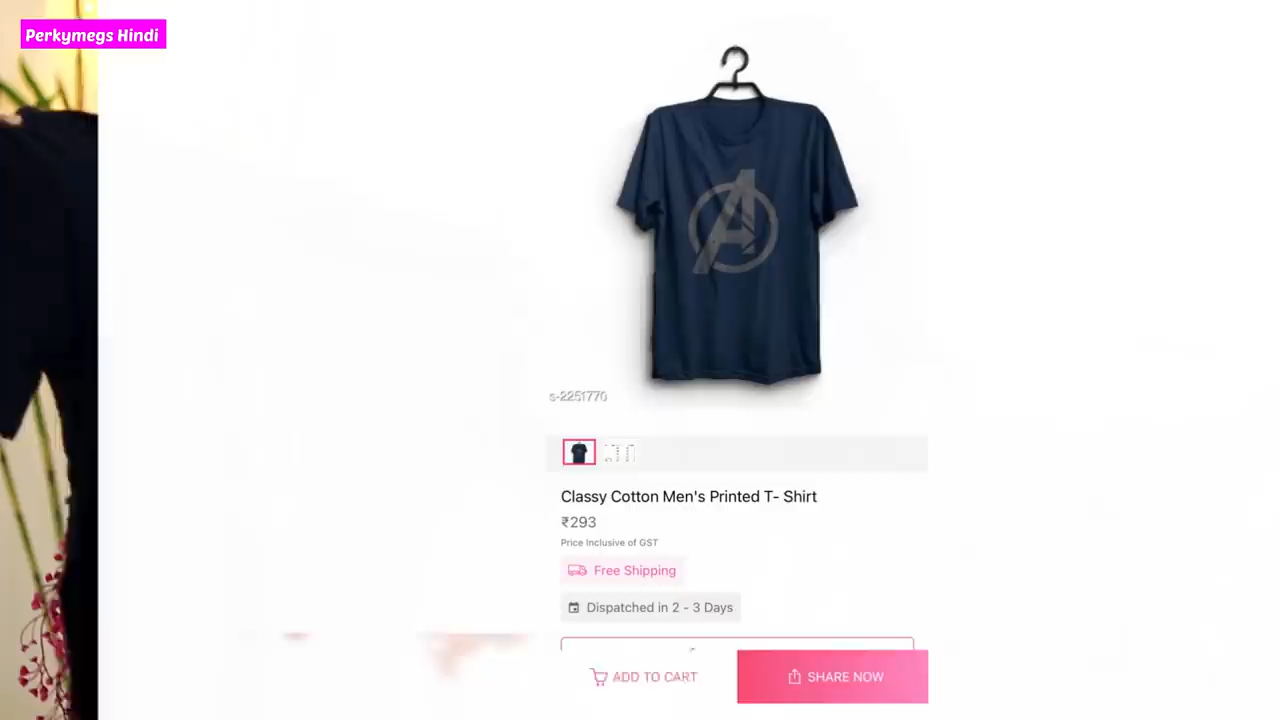 Perkymegs Hindi
s-2251770
Classy Cotton Men's Printed T- Shirt
₹293
Price Inclusive of GST
Free Shipping
Dispatched in 2 - 3 Days
ADD TO CART
SHARE NOW